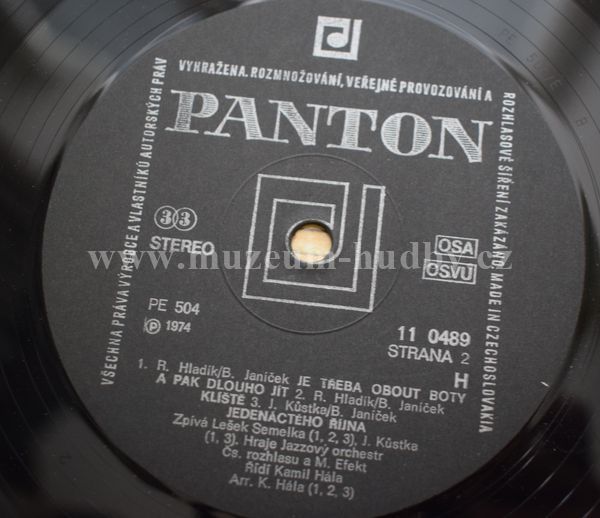 VŠECHNA PRÁVA VÝROBCE A VLASTNÍKŮ AUTORSKÝCH PRÁV
VYHRAŽENA. ROZMNOŽOVÁNÍ, VEŘEJNÉ PROVOZOVÁNÍ A
ROZHLASOVÉ ŠÍŘENÍ ZAKÁZÁNO. MADE IN CZECHOSLOVAKIA
PANTON
33
STEREO
OSA
OSVU
www.muzeum-hudby.cz
PE 504
℗ 1974
11 0489
STRANA 2
H
1. R. Hladík/B. Janíček JE TŘEBA OBOUT BOTY
A PAK DLOUHO JÍT 2. R. Hladík/B. Janíček
KLIŠTĚ 3. J. Kůstka/B. Janíček
JEDENÁCTÉHO ŘÍJNA
Zpívá Lešek Semelka (1, 2, 3), J. Kůstka
(1, 3). Hraje Jazzový orchestr
Čs. rozhlasu a M. Efekt
Řídí Kamil Hála
Arr. K. Hála (1, 2, 3)